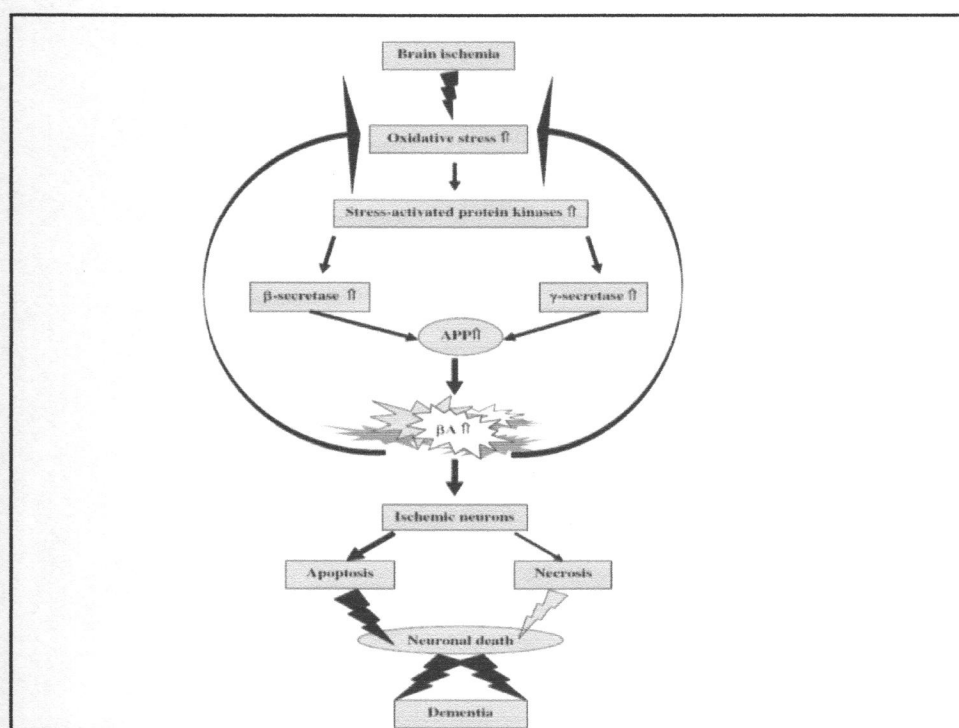 Brain ischemia
Oxidative stress ⇑
Stress-activated protein kinases ⇑
β-secretase ⇑
γ-secretase ⇑
APP⇑
βA ⇑
Ischemic neurons
Apoptosis
Necrosis
Neuronal death
Dementia